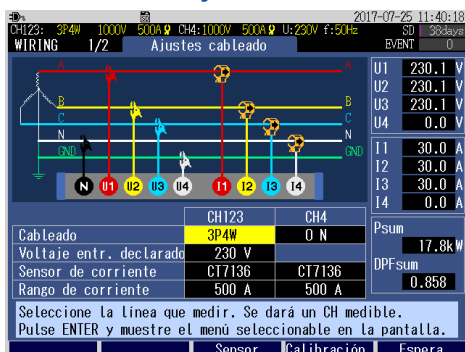 2017-07-25 11:40:18
CH123: 3P4W 1000V 500A CH4:1000V 500A U:230V f:50Hz SD 38days
WIRING 1/2 Ajustes cableado EVENT 0
A A
B B
C C
N N
GND GND
N U1 U2 U3 U4 I1 I2 I3 I4
U1 230.1 V
U2 230.1 V
U3 230.1 V
U4 0.0 V
I1 30.0 A
I2 30.0 A
I3 30.0 A
I4 0.0 A
Psum
17.8kW
DPFsum
0.858
CH123 CH4
Cableado 3P4W O N
Voltaje entr. declarado 230 V
Sensor de corriente CT7136 CT7136
Rango de corriente 500 A 500 A
Seleccione la línea que medir. Se dará un CH medible.
Pulse ENTER y muestre el menú seleccionable en la pantalla.
Sensor Calibración Espera